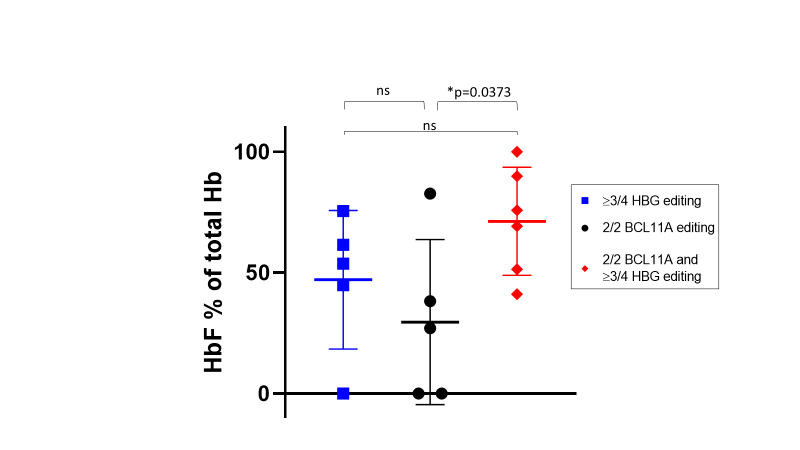 ns
*p=0.0373
ns
100
50
0
HbF % of total Hb
≥3/4 HBG editing
2/2 BCL11A editing
2/2 BCL11A and
≥3/4 HBG editing